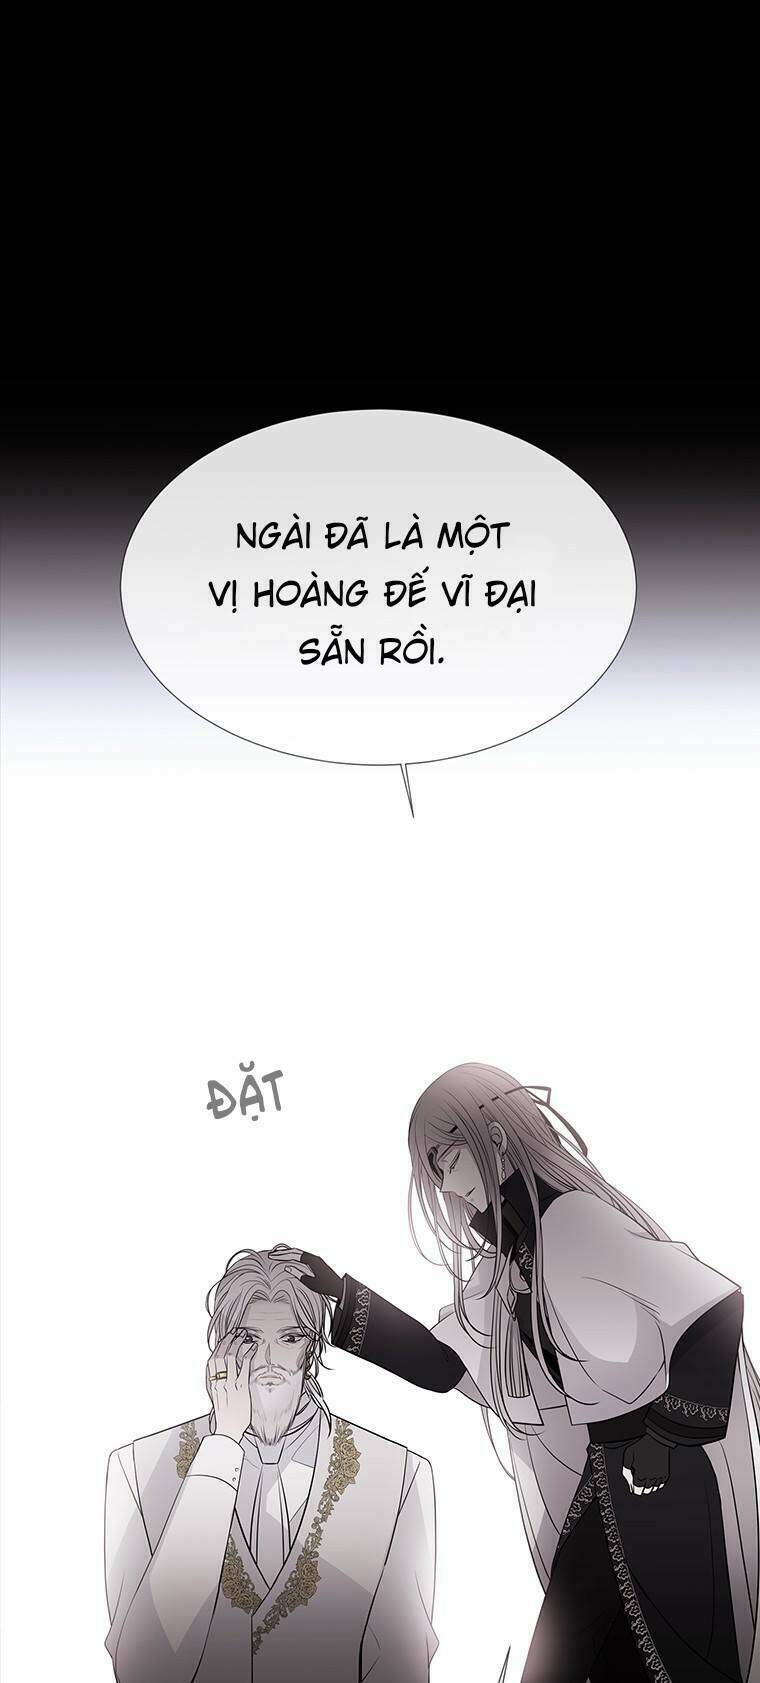 NGÀI ĐÃ LÀ MỘT
VỊ HOÀNG ĐẾ VĨ ĐẠI
SẴN RỒI.
ĐẶT